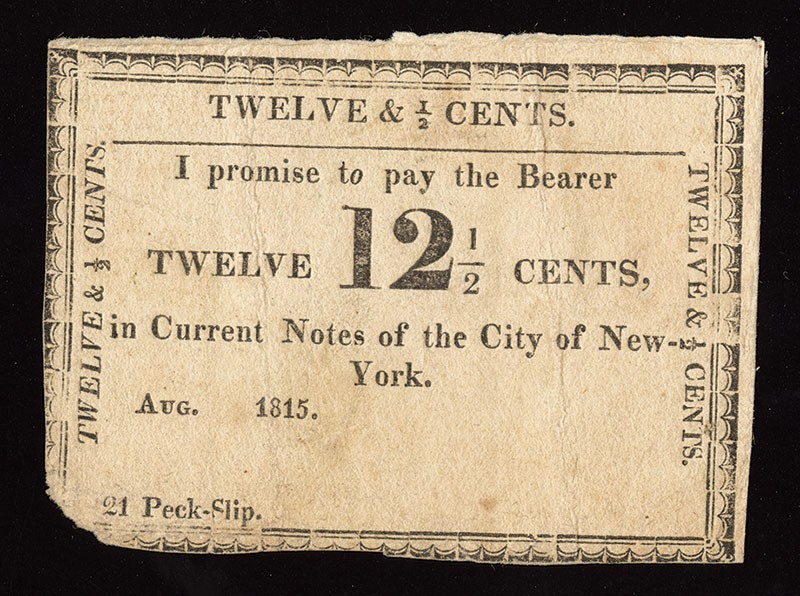 TWELVE & ½ CENTS.
I promise to pay the Bearer
TWELVE 12½ CENTS,
in Current Notes of the City of New-
York.
AUG. 1815.
21 Peck-Slip.
TWELVE & ½ CENTS.
TWELVE & ½ CENTS.